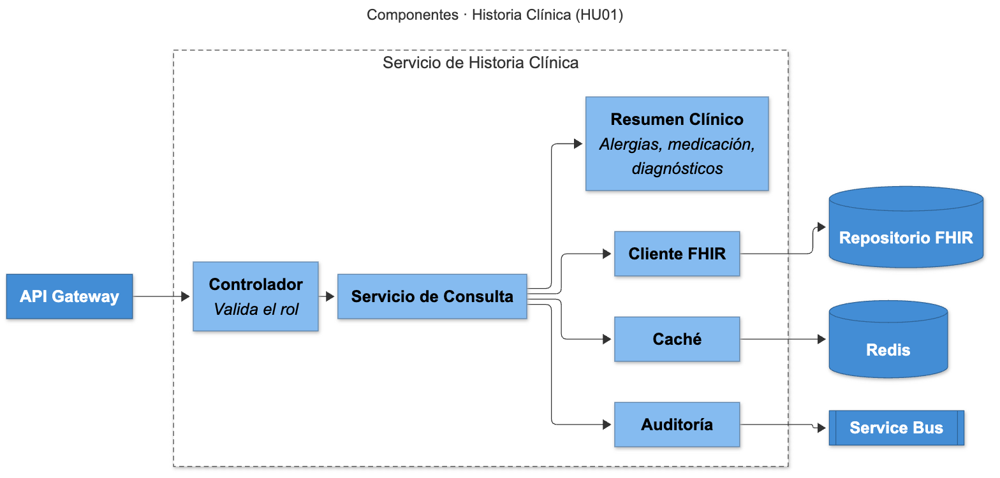 Componentes · Historia Clínica (HU01)
Servicio de Historia Clínica
Resumen Clínico
Alergias, medicación,
diagnósticos
Repositorio FHIR
Cliente FHIR
API Gateway
Controlador
Valida el rol
Servicio de Consulta
Caché
Redis
Auditoría
Service Bus